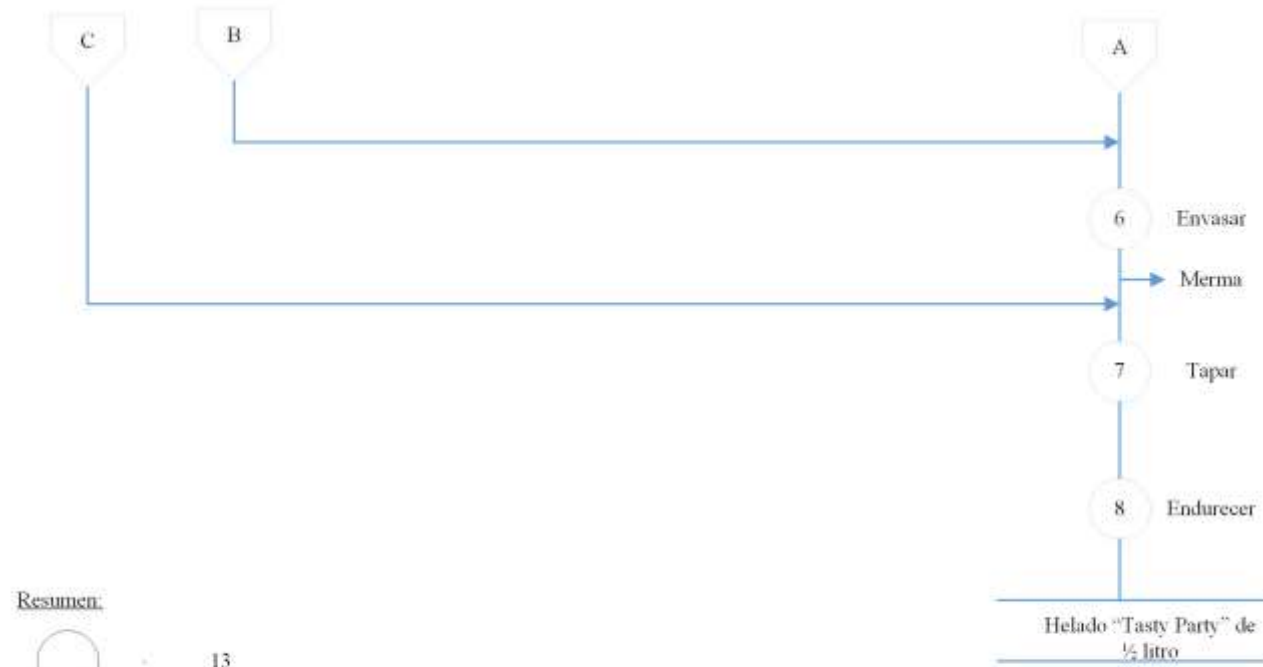 C
B
A
6 Envasar
Merma
7 Tapar
8 Endurecer
Resumen:
Helado “Tasty Party” de
½ litro
13